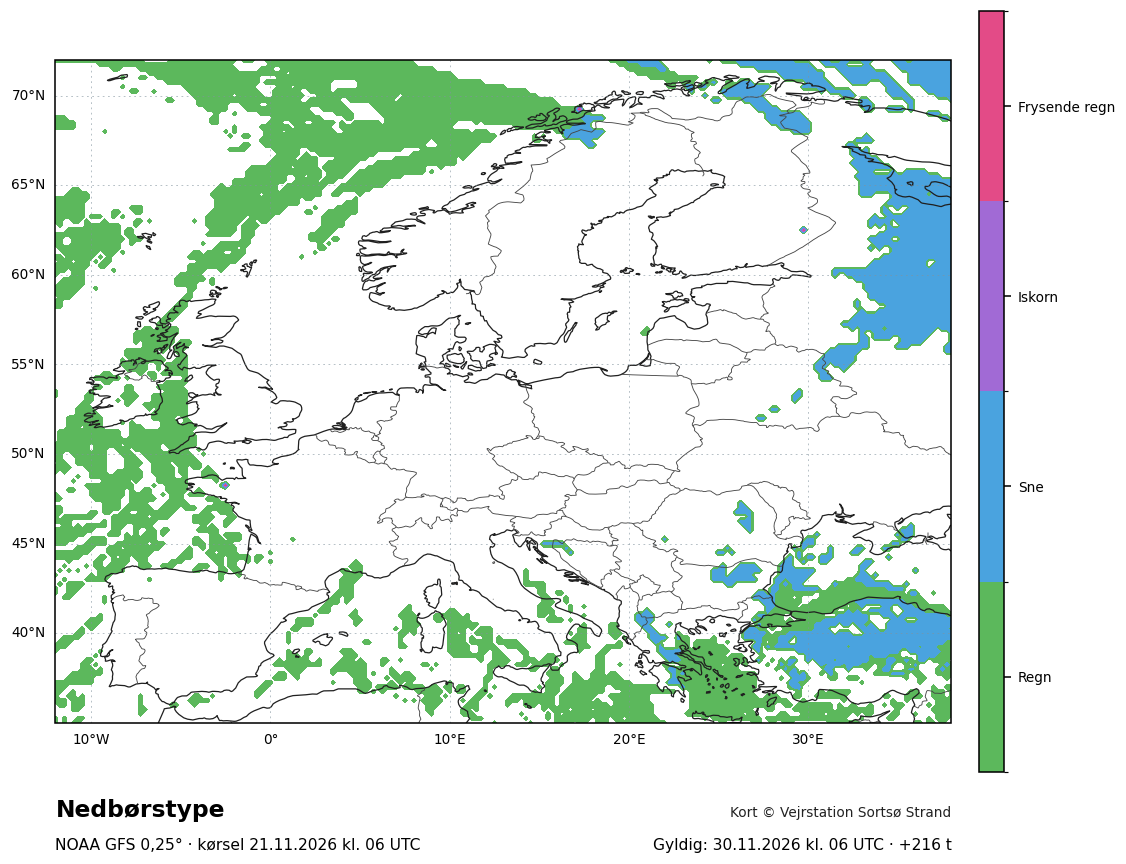 70°N
65°N
60°N
55°N
50°N
45°N
40°N
10°W
0°
10°E
20°E
30°E
Frysende regn
Iskorn
Sne
Regn
Nedbørstype
Kort © Vejrstation Sortsø Strand
NOAA GFS 0,25° · kørsel 21.11.2026 kl. 06 UTC
Gyldig: 30.11.2026 kl. 06 UTC · +216 t